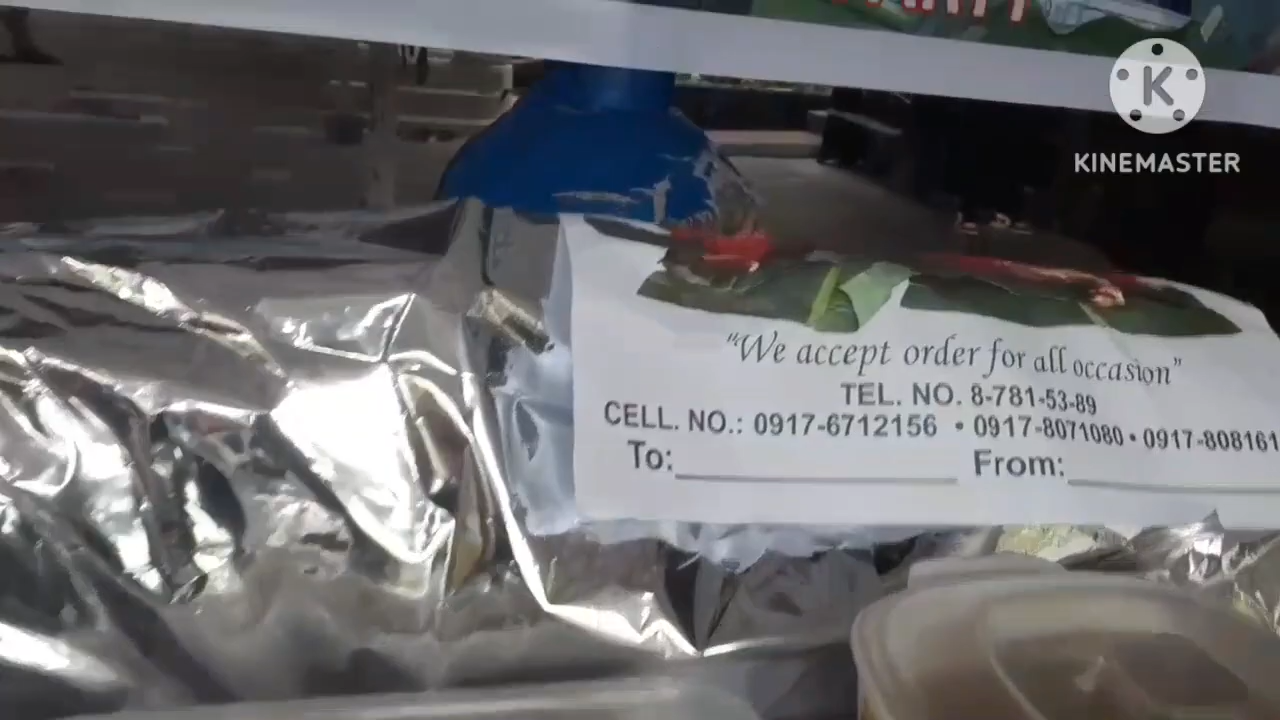 K
KINEMASTER
"We accept order for all occasion"
TEL. NO. 8-781-53-89
CELL. NO.: 0917-6712156 • 0917-8071080 • 0917-808161
To: From: